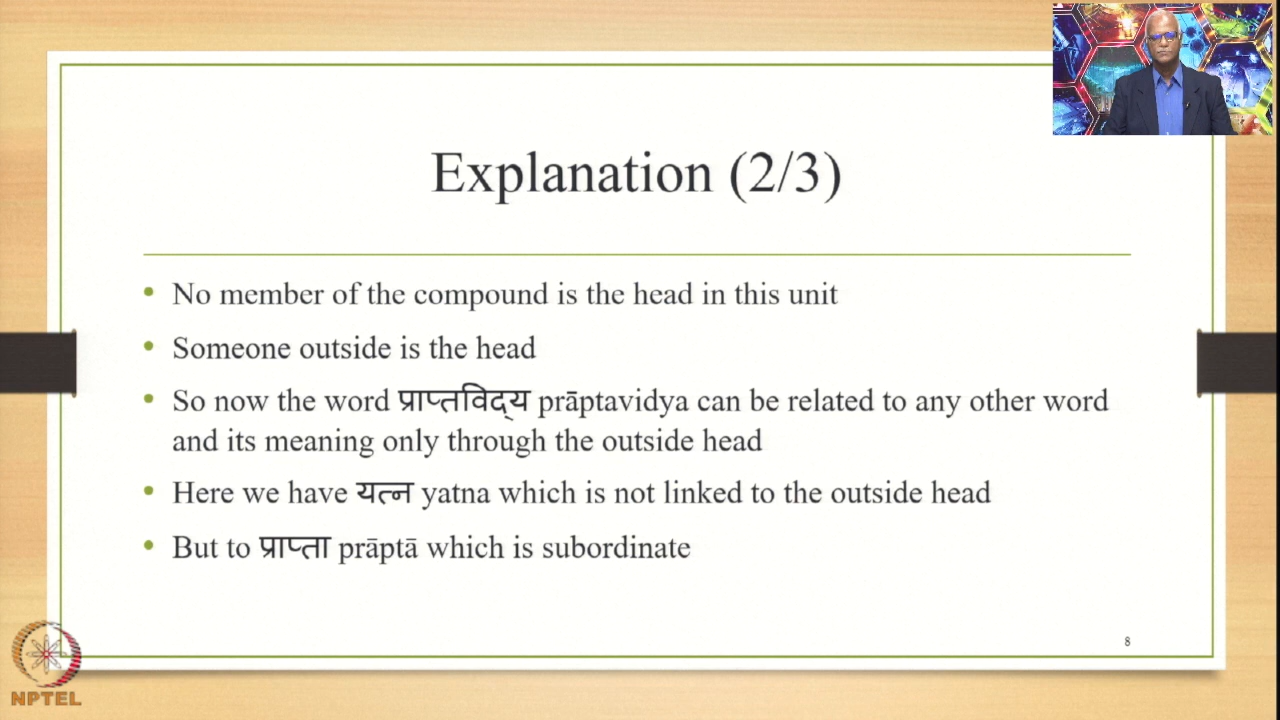 Explanation (2/3)
• No member of the compound is the head in this unit
• Someone outside is the head
• So now the word प्राप्तविद्‌य prāptavidya can be related to any other word
and its meaning only through the outside head
• Here we have यत्न yatna which is not linked to the outside head
• But to प्राप्ता prāptā which is subordinate
8
NPTEL